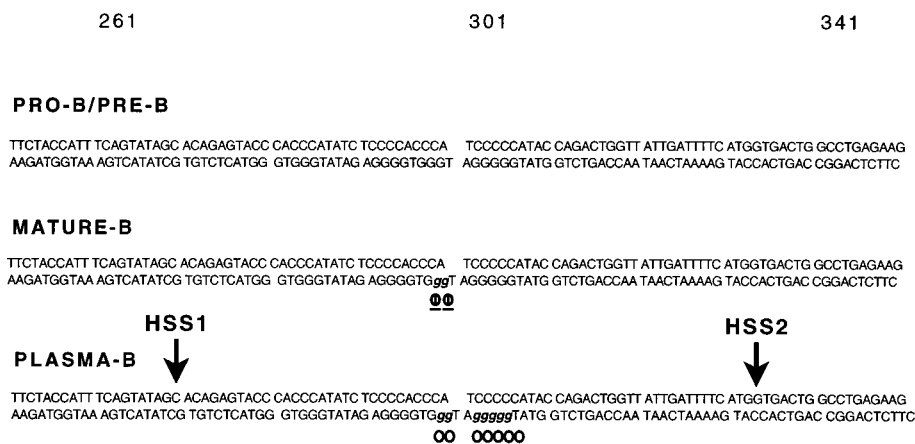 261 301 341
PRO-B/PRE-B
TTCTACCATT TCAGTATAGC ACAGAGTACC CACCCATATC TCCCCACCCA TCCCCCATAC CAGACTGGTT ATTGATTTTC ATGGTGACTG GCCTGAGAAG
AAGATGGTAA AGTCATATCG TGTCTCATGG GTGGGTATAG AGGGGTGGGT AGGGGGTATG GTCTGACCAA TAACTAAAAG TACCACTGAC CGGACTCTTC
MATURE-B
TTCTACCATT TCAGTATAGC ACAGAGTACC CACCCATATC TCCCCACCCA TCCCCCATAC CAGACTGGTT ATTGATTTTC ATGGTGACTG GCCTGAGAAG
AAGATGGTAA AGTCATATCG TGTCTCATGG GTGGGTATAG AGGGGTGggT AGGGGGTATG GTCTGACCAA TAACTAAAAG TACCACTGAC CGGACTCTTC
ΦΦ
HSS1 HSS2
PLASMA-B
TTCTACCATT TCAGTATAGC ACAGAGTACC CACCCATATC TCCCCACCCA TCCCCCATAC CAGACTGGTT ATTGATTTTC ATGGTGACTG GCCTGAGAAG
AAGATGGTAA AGTCATATCG TGTCTCATGG GTGGGTATAG AGGGGTGggT AgggggTATG GTCTGACCAA TAACTAAAAG TACCACTGAC CGGACTCTTC
OO OOOOO